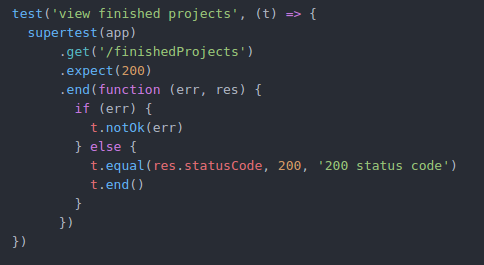 test('view finished projects', (t) => {
  supertest(app)
      .get('/finishedProjects')
      .expect(200)
      .end(function (err, res) {
        if (err) {
          t.notOk(err)
        } else {
          t.equal(res.statusCode, 200, '200 status code')
          t.end()
        }
      })
})